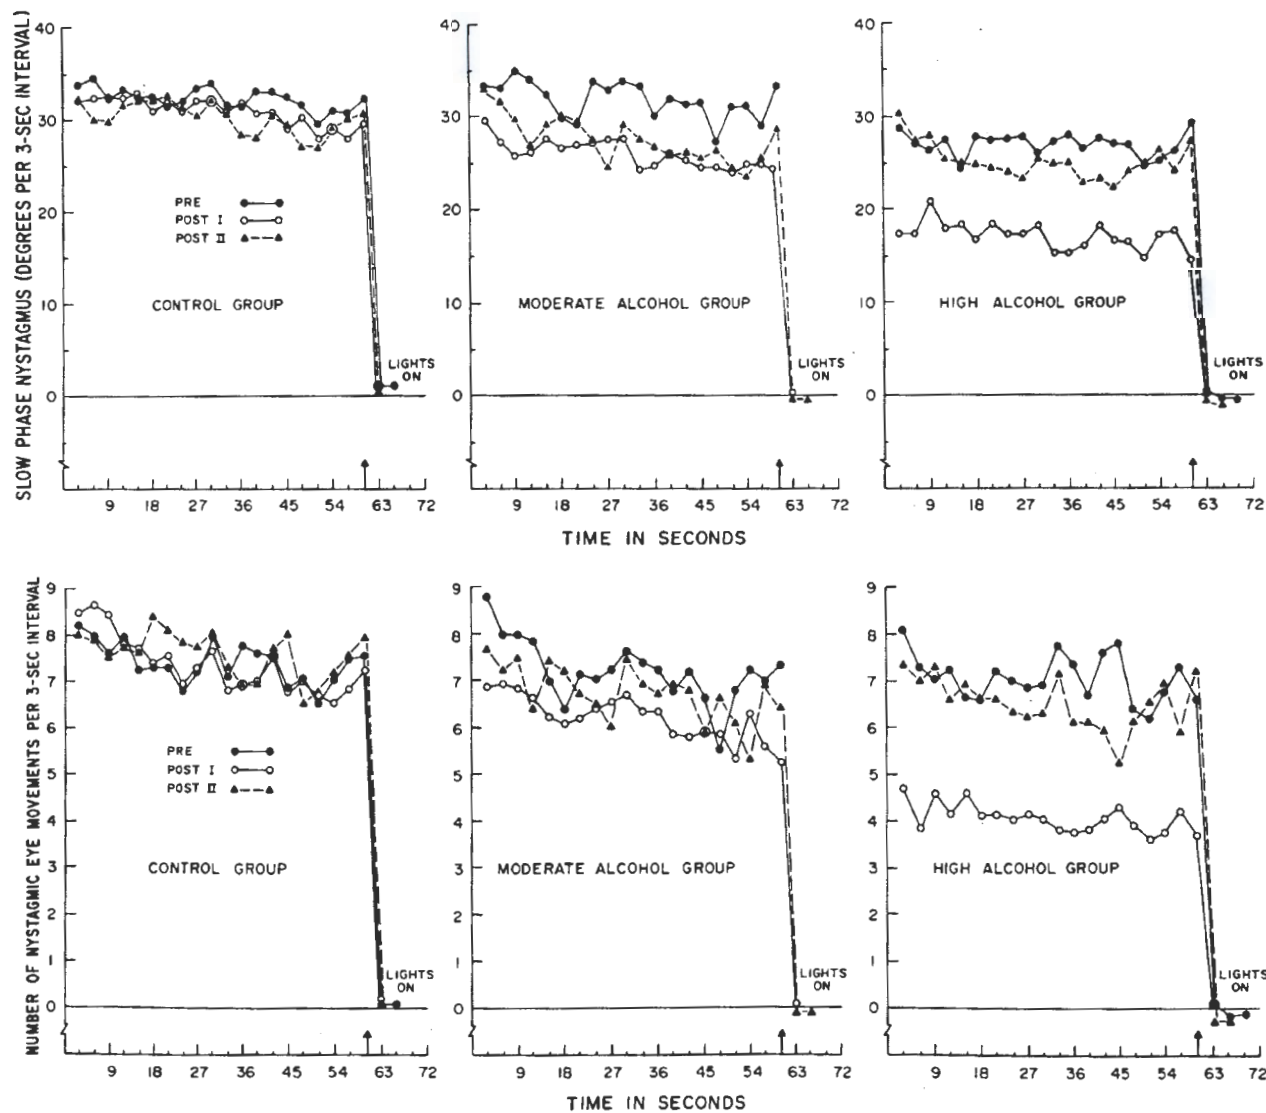 SLOW PHASE NYSTAGMUS (DEGREES PER 3-SEC INTERVAL)
40
30
20
10
0
PRE
POST I
POST II
CONTROL GROUP
LIGHTS
ON
9 18 27 36 45 54 63 72
40
30
20
10
0
MODERATE ALCOHOL GROUP
LIGHTS
ON
9 18 27 36 45 54 63 72
40
30
20
10
0
HIGH ALCOHOL GROUP
LIGHTS
ON
9 18 27 36 45 54 63 72
TIME IN SECONDS
NUMBER OF NYSTAGMIC EYE MOVEMENTS PER 3-SEC INTERVAL
9
8
7
6
5
4
3
2
1
0
PRE
POST I
POST II
CONTROL GROUP
LIGHTS
ON
9 18 27 36 45 54 63 72
9
8
7
6
5
4
3
2
1
0
MODERATE ALCOHOL GROUP
LIGHTS
ON
9 18 27 36 45 54 63 72
9
8
7
6
5
4
3
2
1
0
HIGH ALCOHOL GROUP
LIGHTS
ON
9 18 27 36 45 54 63 72
TIME IN SECONDS